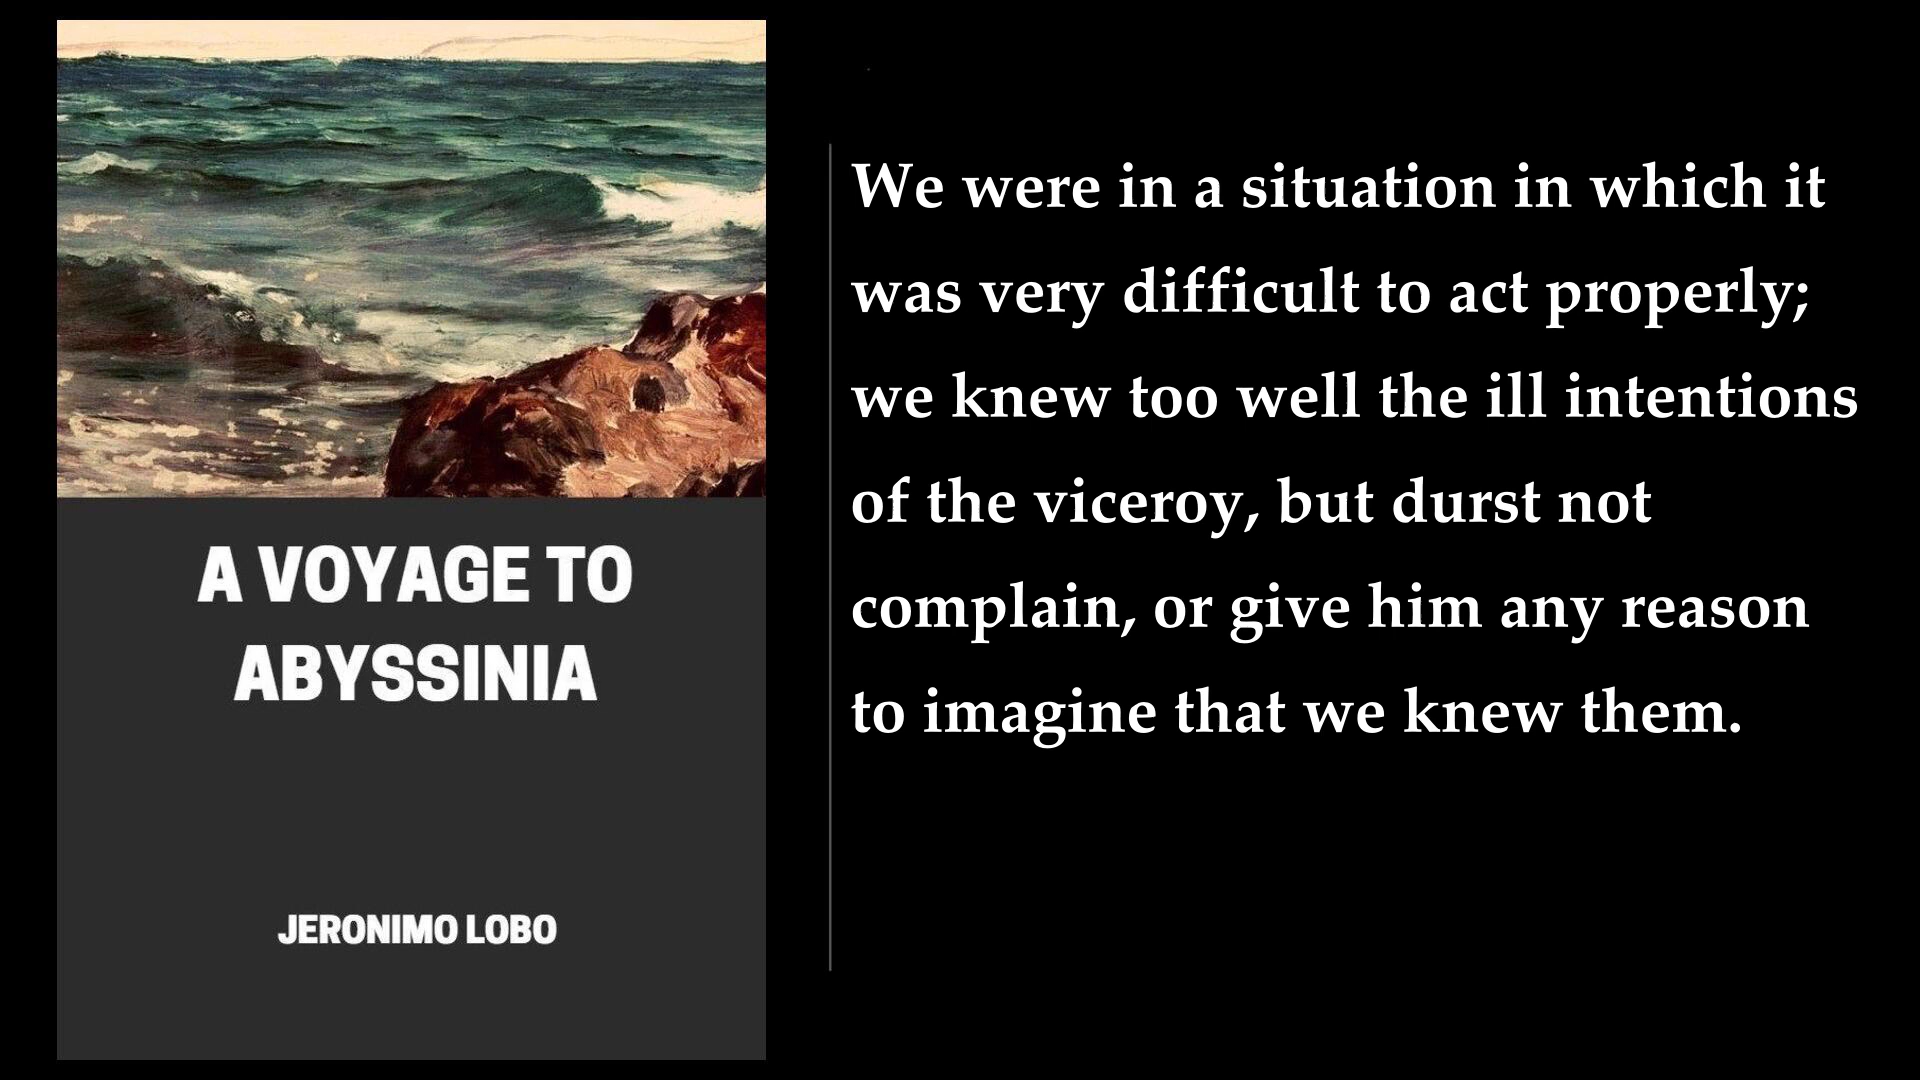 A VOYAGE TO
ABYSSINIA
JERONIMO LOBO
We were in a situation in which it
was very difficult to act properly;
we knew too well the ill intentions
of the viceroy, but durst not
complain, or give him any reason
to imagine that we knew them.